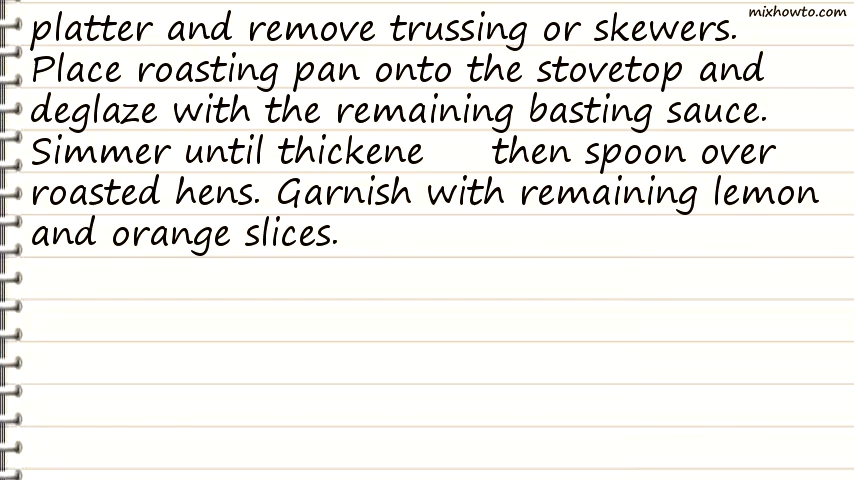 mixhowto.com
platter and remove trussing or skewers.
Place roasting pan onto the stovetop and
deglaze with the remaining basting sauce.
Simmer until thickene then spoon over
roasted hens. Garnish with remaining lemon
and orange slices.